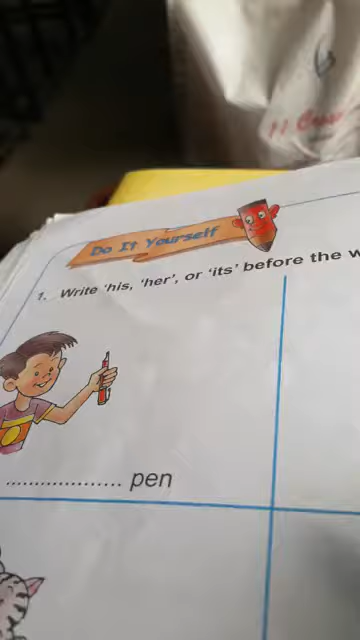 Do It Yourself
1. Write 'his, 'her', or 'its' before the
................... pen